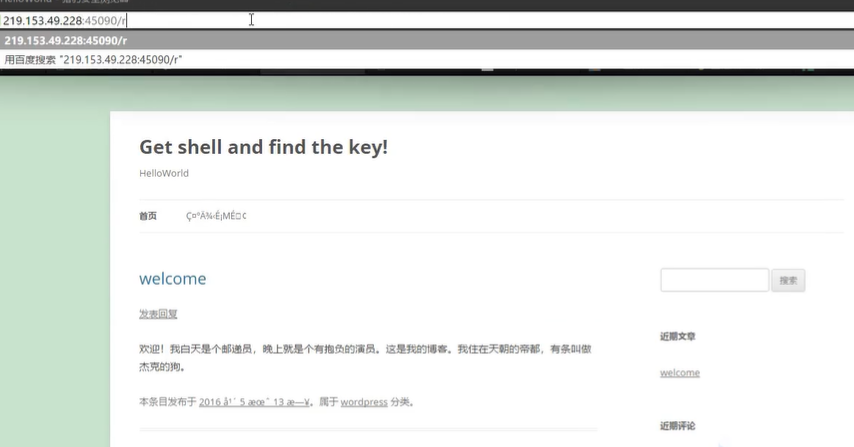 219.153.49.228:45090/r
219.153.49.228:45090/r
用百度搜索 "219.153.49.228:45090/r"
Get shell and find the key!
HelloWorld
首页
welcome
搜索
发表回复
近期文章
欢迎！我白天是个邮递员，晚上就是个有抱负的演员。这是我的博客。我住在天朝的帝都，有条叫做
杰克的狗。
welcome
本条目发布于 2016 å¹´ 5 æœˆ 13 æ—¥。属于 wordpress 分类。
近期评论